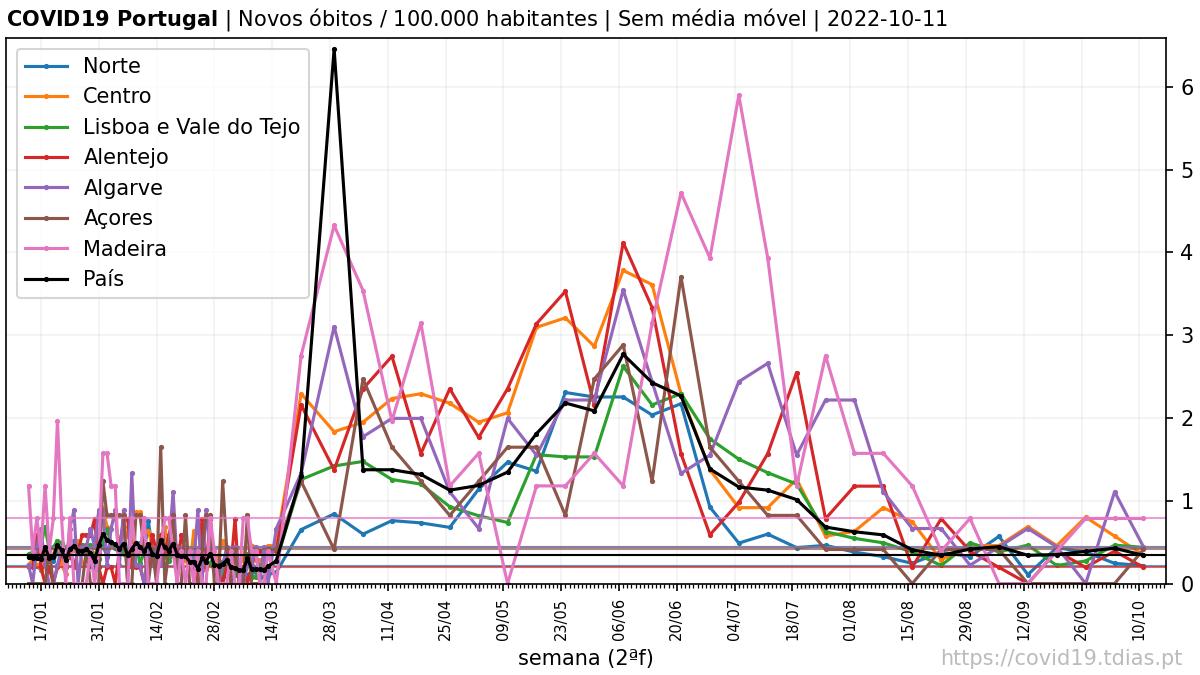 COVID19 Portugal | Novos óbitos / 100.000 habitantes | Sem média móvel | 2022-10-11
Norte
Centro
Lisboa e Vale do Tejo
Alentejo
Algarve
Açores
Madeira
País
6
5
4
3
2
1
0
17/01 31/01 14/02 28/02 14/03 28/03 11/04 25/04 09/05 23/05 06/06 20/06 04/07 18/07 01/08 15/08 29/08 12/09 26/09 10/10
semana (2ªf)
https://covid19.tdias.pt